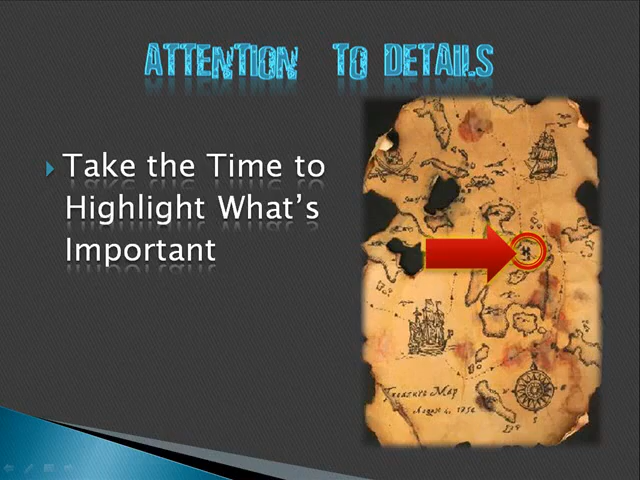 ATTENTION TO DETAILS
Take the Time to
Highlight What's
Important
Treasure Map